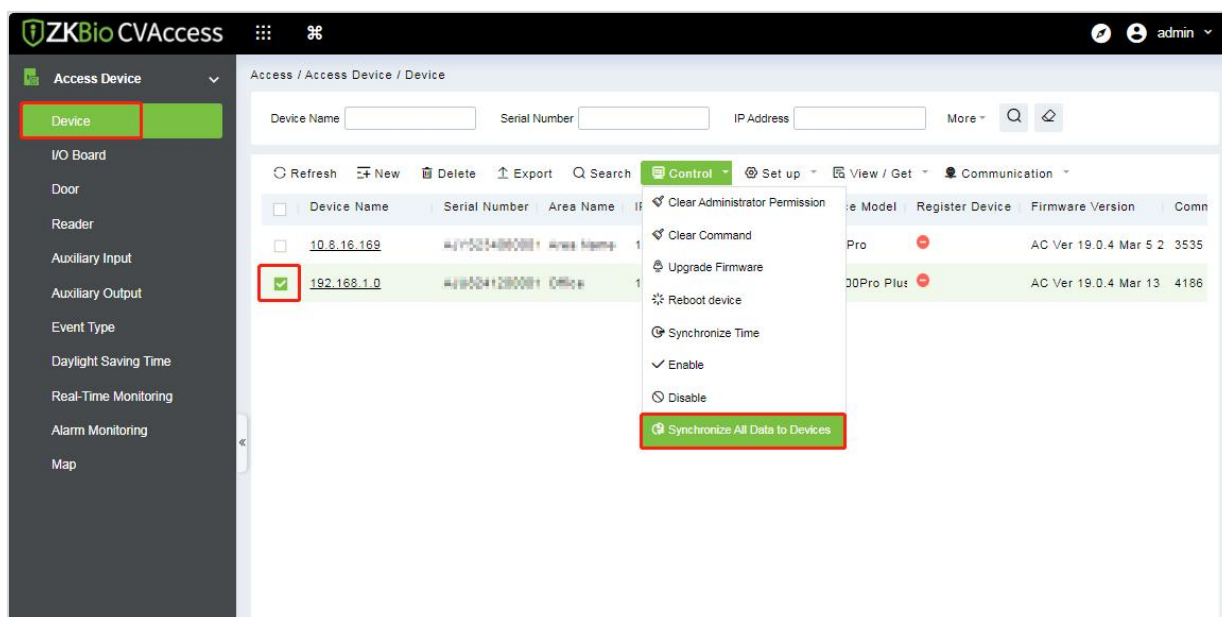 ZKBio CVAccess
admin
Access Device
Access / Access Device / Device
Device
Device Name
Serial Number
IP Address
More
I/O Board
Door
Reader
Auxiliary Input
Auxiliary Output
Event Type
Daylight Saving Time
Real-Time Monitoring
Alarm Monitoring
Map
Refresh New Delete Export Search Control Set up View / Get Communication
Device Name Serial Number Area Name Register Device Firmware Version
10.8.16.169 Pro AC Ver 19.0.4 Mar 5 2 3535
192.168.1.0 Office 00Pro Plus AC Ver 19.0.4 Mar 13 4186
Clear Administrator Permission
Clear Command
Upgrade Firmware
Reboot device
Synchronize Time
Enable
Disable
Synchronize All Data to Devices